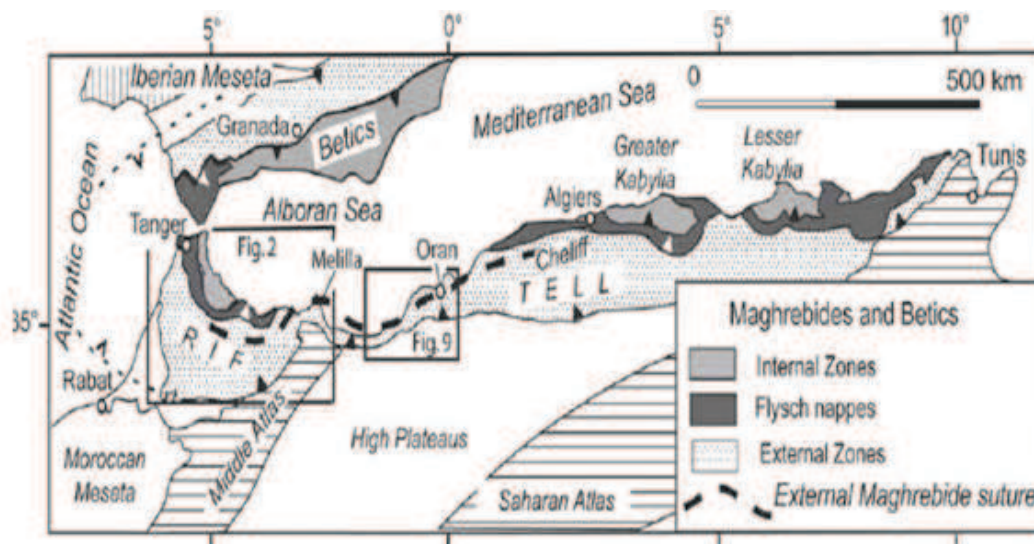 5° 0° 5° 10°
Iberian Meseta
0 500 km
Granada
Betics
Mediterranean Sea
Greater
Kabylia
Lesser
Kabylia
Tunis
Atlantic Ocean
?
Alboran Sea
Algiers
Tanger
Fig.2
Melilla
Oran
Cheliff
TELL
35°
RIF
Fig. 9
?
Rabat
Middle Atlas
High Plateaus
Moroccan
Meseta
Saharan Atlas
Maghrebides and Betics
Internal Zones
Flysch nappes
External Zones
External Maghrebide suture